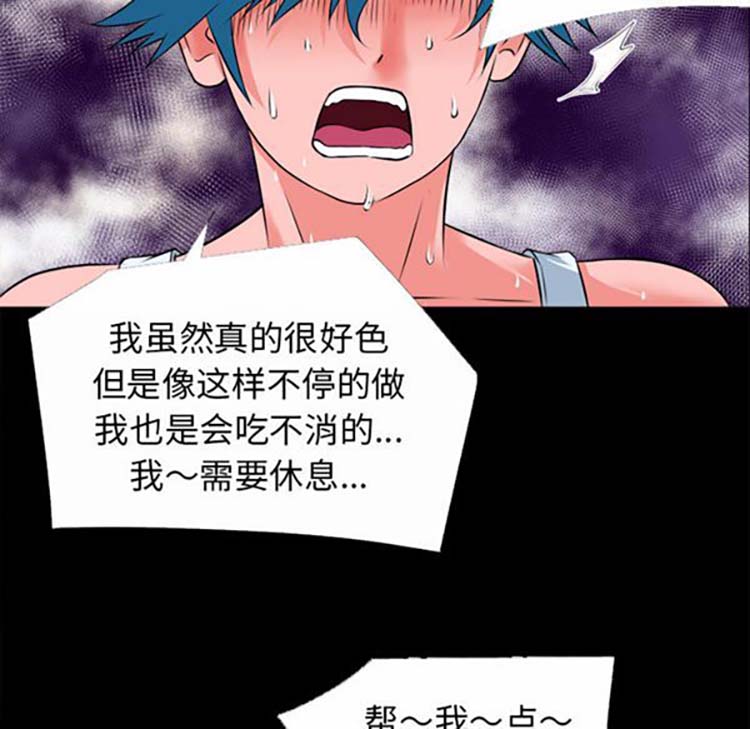 我虽然真的很好色
但是像这样不停的做
我也是会吃不消的...
我～需要休息...
帮～我～点～